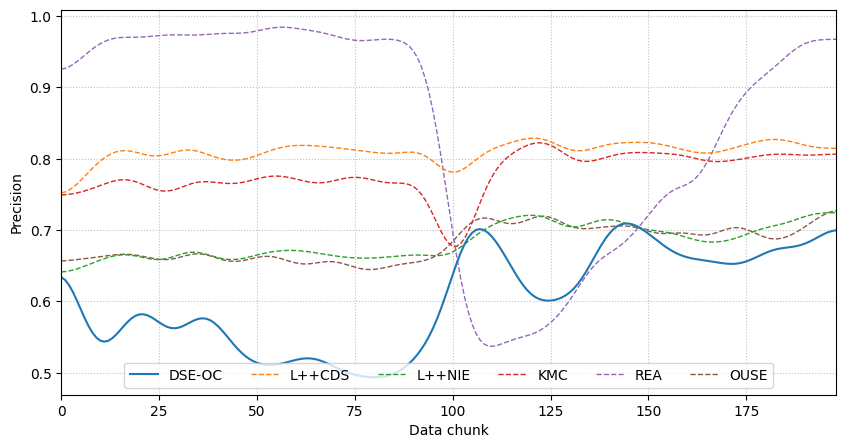 1.0
0.9
0.8
0.7
0.6
0.5
Precision
DSE-OC L++CDS L++NIE KMC REA OUSE
0 25 50 75 100 125 150 175
Data chunk